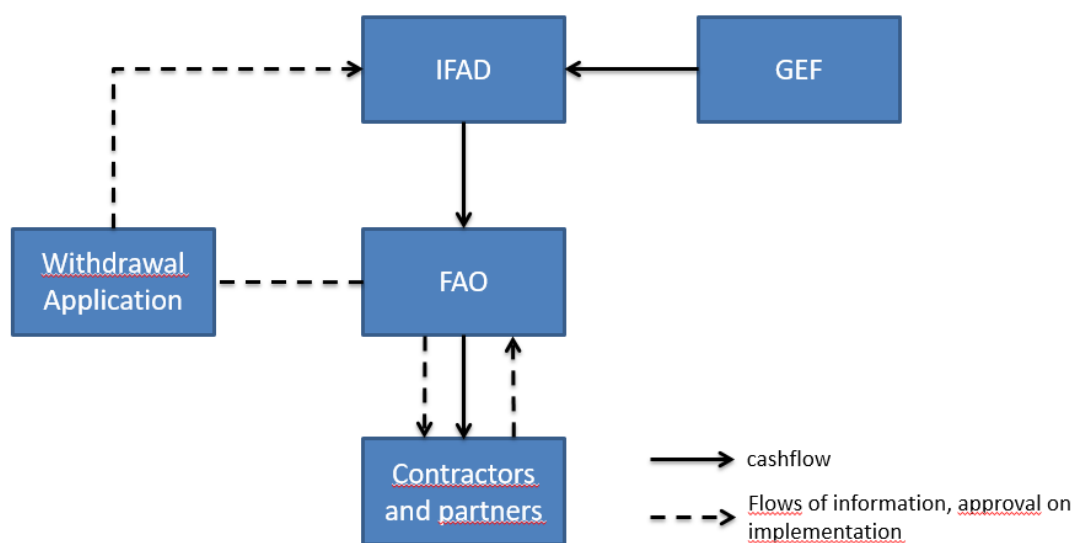 IFAD
GEF
Withdrawal
Application
FAO
Contractors
and partners
cashflow
Flows of information, approval on
implementation